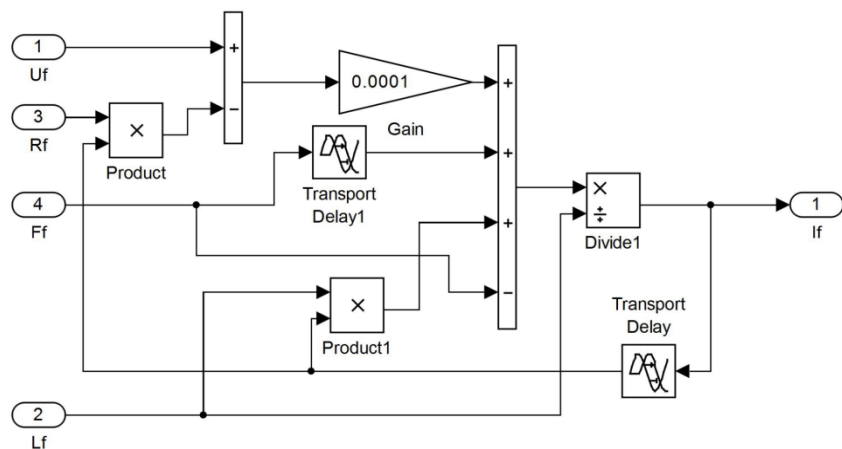 1
Uf
+
−
3
Rf
×
Product
0.0001
Gain
+
+
+
−
4
Ff
Transport
Delay1
×
Product1
×
÷
Divide1
1
If
Transport
Delay
2
Lf